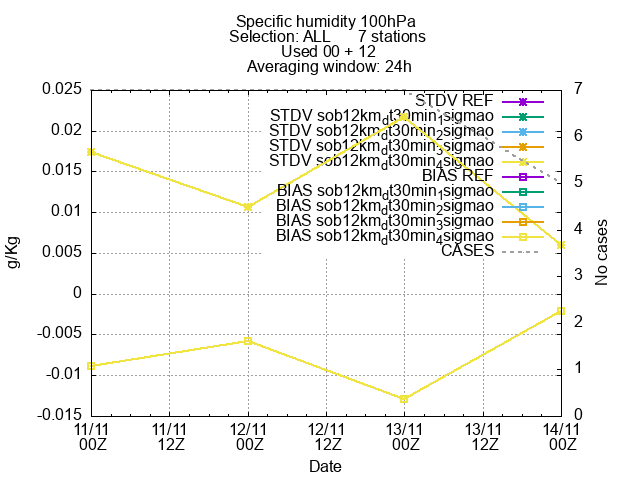 Specific humidity 100hPa
Selection: ALL 7 stations
Used 00 + 12
Averaging window: 24h
0.025
0.02
0.015
0.01
0.005
0
-0.005
-0.01
-0.015
g/Kg
7
6
5
4
3
2
1
0
No cases
STDV REF
STDV sob12km_dt30min_1sigmao
STDV sob12km_dt30min_2sigmao
STDV sob12km_dt30min_3sigmao
STDV sob12km_dt30min_4sigmao
BIAS REF
BIAS sob12km_dt30min_1sigmao
BIAS sob12km_dt30min_2sigmao
BIAS sob12km_dt30min_3sigmao
BIAS sob12km_dt30min_4sigmao
CASES
11/11 11/11 12/11 12/11 13/11 13/11 14/11
00Z 12Z 00Z 12Z 00Z 12Z 00Z
Date